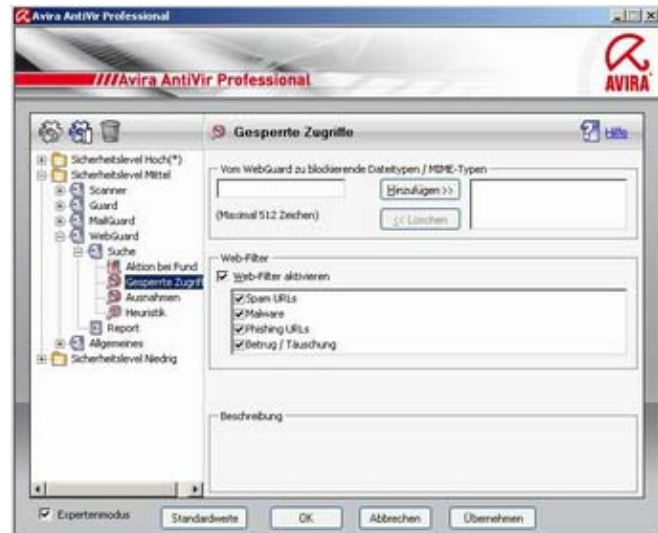 Avira AntiVir Professional
////Avira AntiVir Professional
AVIRA
Sicherheitslevel Hoch(*)
Sicherheitslevel Mittel
Scanner
Guard
MailGuard
WebGuard
Suche
Aktion bei Fund
Gesperrte Zugriff
Ausnahmen
Heuristik
Report
Allgemeines
Sicherheitslevel Niedrig
Gesperrte Zugriffe
Hilfe
Vom WebGuard zu blockierende Dateitypen / MIME-Typen
Hinzufügen >>
(Maximal 512 Zeichen)
<< Löschen
Web-Filter
Web-Filter aktivieren
Spam URLs
Malware
Phishing URLs
Betrug / Täuschung
Beschreibung
Expertenmodus
Standardwerte
OK
Abbrechen
Übernehmen